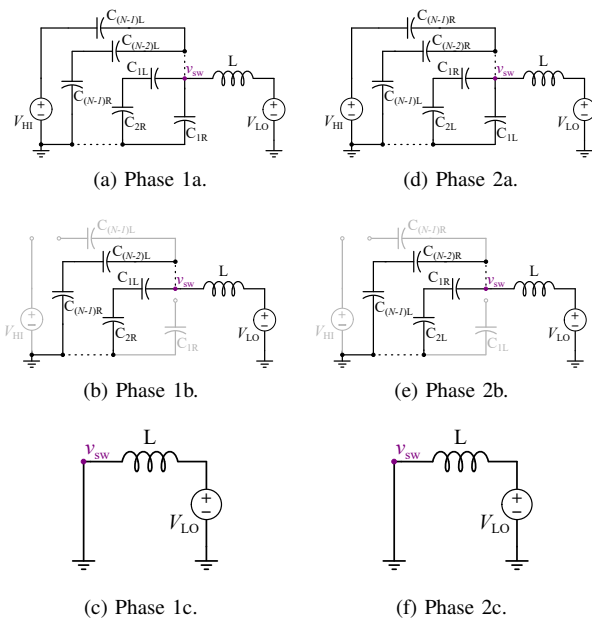 C(N-1)L
C(N-2)L
C1L
vsw
L
C(N-1)R
C2R
C1R
VHI
VLO
(a) Phase 1a.
C(N-1)R
C(N-2)R
C1R
vsw
L
C(N-1)L
C2L
C1L
VHI
VLO
(d) Phase 2a.
C(N-1)L
C(N-2)L
C1L
vsw
L
C(N-1)R
C2R
C1R
VHI
VLO
(b) Phase 1b.
C(N-1)R
C(N-2)R
C1R
vsw
L
C(N-1)L
C2L
C1L
VHI
VLO
(e) Phase 2b.
vsw
L
VLO
(c) Phase 1c.
vsw
L
VLO
(f) Phase 2c.